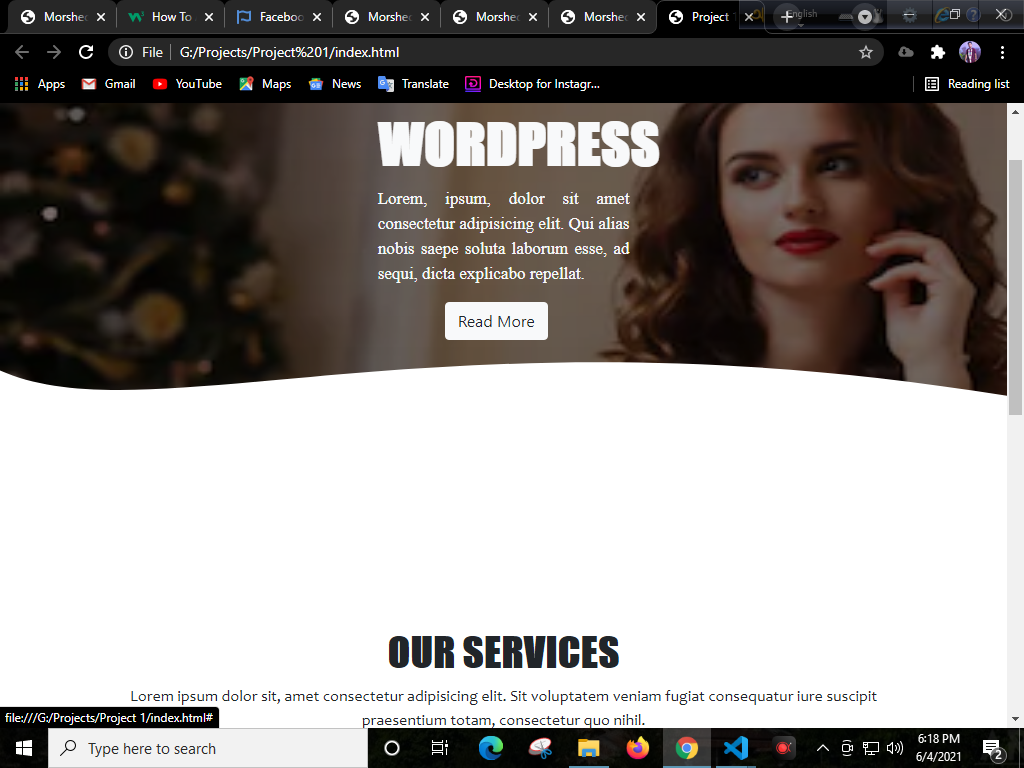 Morshed
How To
Faceboo
Morshed
Morshed
Morshed
Project 1
English
File
G:/Projects/Project%201/index.html
Apps
Gmail
YouTube
Maps
News
Translate
Desktop for Instagr...
Reading list
WORDPRESS
Lorem, ipsum, dolor sit amet
consectetur adipisicing elit. Qui alias
nobis saepe soluta laborum esse, ad
sequi, dicta explicabo repellat.
Read More
OUR SERVICES
Lorem ipsum dolor sit, amet consectetur adipisicing elit. Sit voluptatem veniam fugiat consequatur iure suscipit
praesentium totam, consectetur quo nihil.
file:///G:/Projects/Project 1/index.html#
Type here to search
6:18 PM
6/4/2021
2